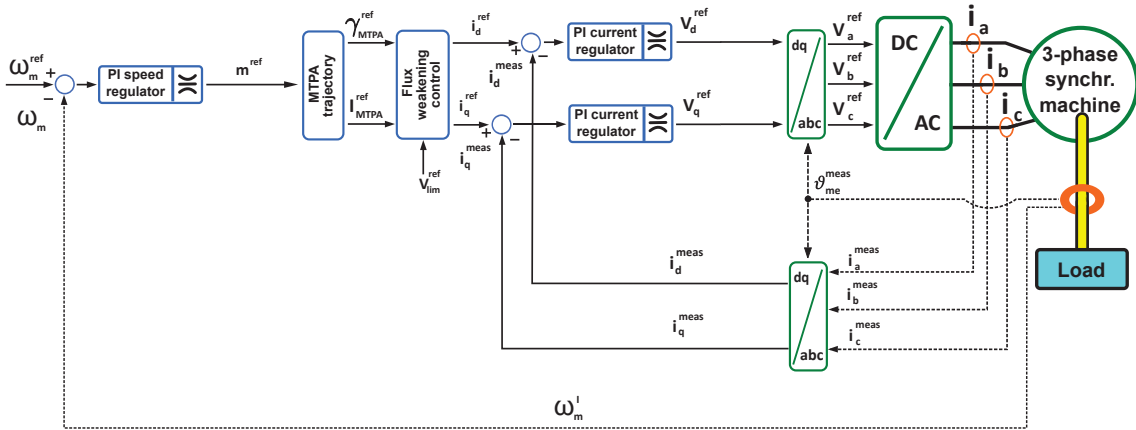 ω_m^ref
+
−
ω_m
PI speed
regulator
m^ref
MTPA
trajectory
γ_MTPA^ref
I_MTPA^ref
Flux
weakening
control
V_lim^ref
i_d^ref
+
−
i_d^meas
i_q^ref
+
−
i_q^meas
PI current
regulator
V_d^ref
PI current
regulator
V_q^ref
dq
abc
V_a^ref
V_b^ref
V_c^ref
DC
AC
i_a
i_b
i_c
3-phase
synchr.
machine
ϑ_me^meas
Load
dq
abc
i_a^meas
i_b^meas
i_c^meas
i_d^meas
i_q^meas
ω_m^I